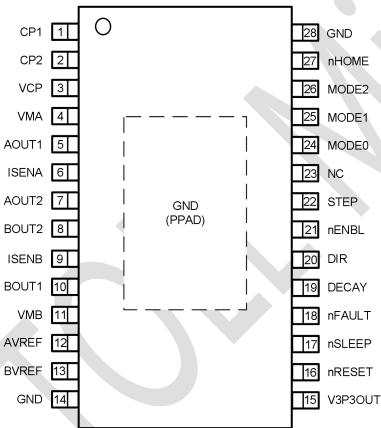 CP1 1
CP2 2
VCP 3
VMA 4
AOUT1 5
ISENA 6
AOUT2 7
BOUT2 8
ISENB 9
BOUT1 10
VMB 11
AVREF 12
BVREF 13
GND 14
GND
(PPAD)
28 GND
27 nHOME
26 MODE2
25 MODE1
24 MODE0
23 NC
22 STEP
21 nENBL
20 DIR
19 DECAY
18 nFAULT
17 nSLEEP
16 nRESET
15 V3P3OUT